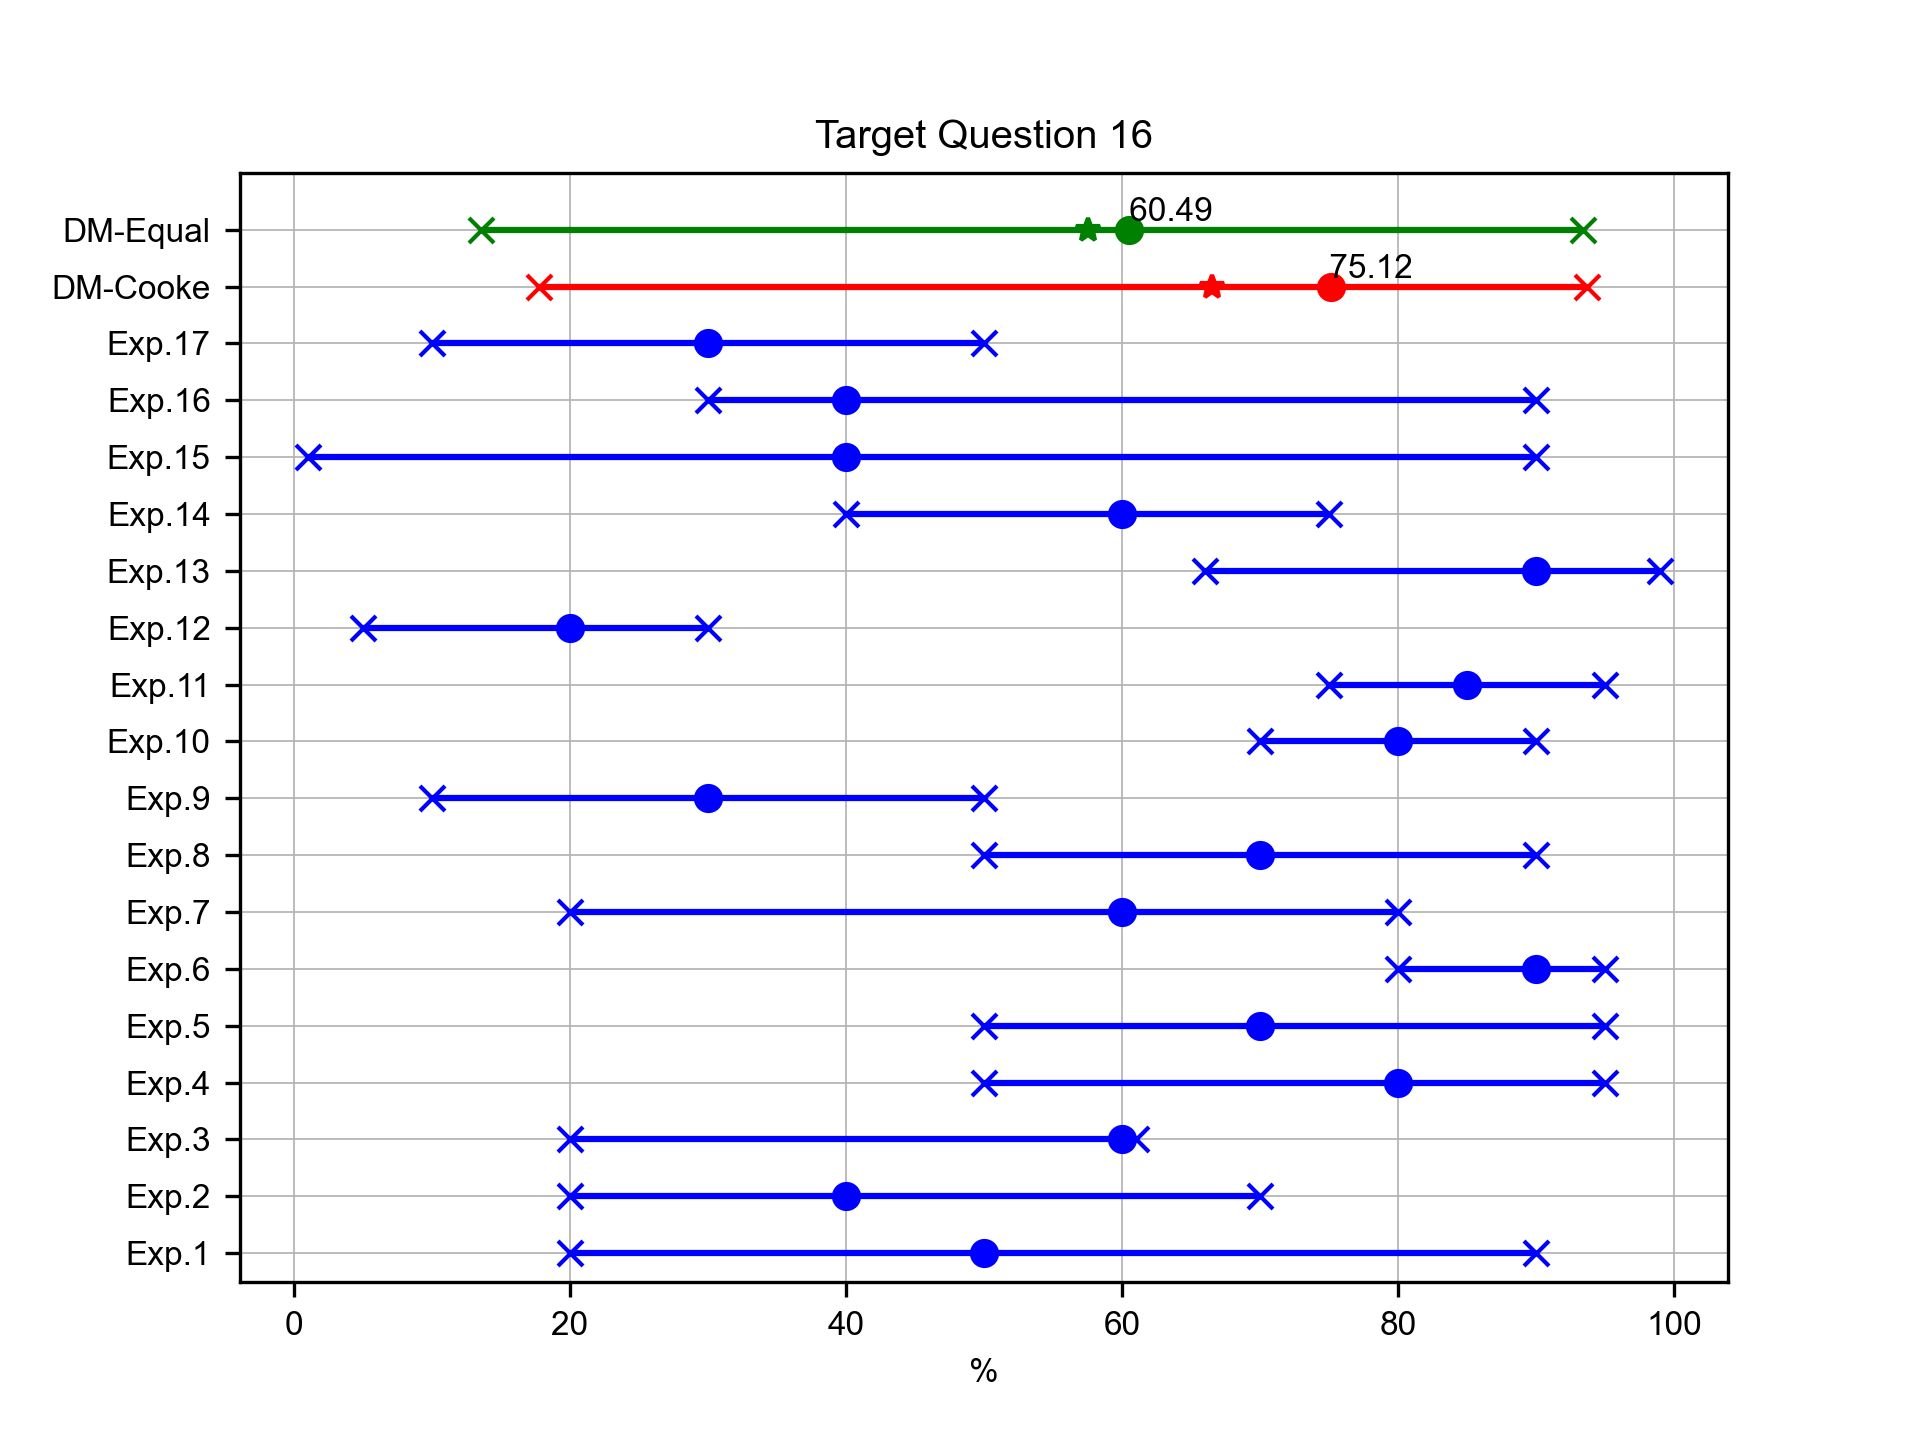 Target Question 16
60.49
DM-Equal
75.12
DM-Cooke
Exp.17
Exp.16
Exp.15
Exp.14
Exp.13
Exp.12
Exp.11
Exp.10
Exp.9
Exp.8
Exp.7
Exp.6
Exp.5
Exp.4
Exp.3
Exp.2
Exp.1
0 20 40 60 80 100
%